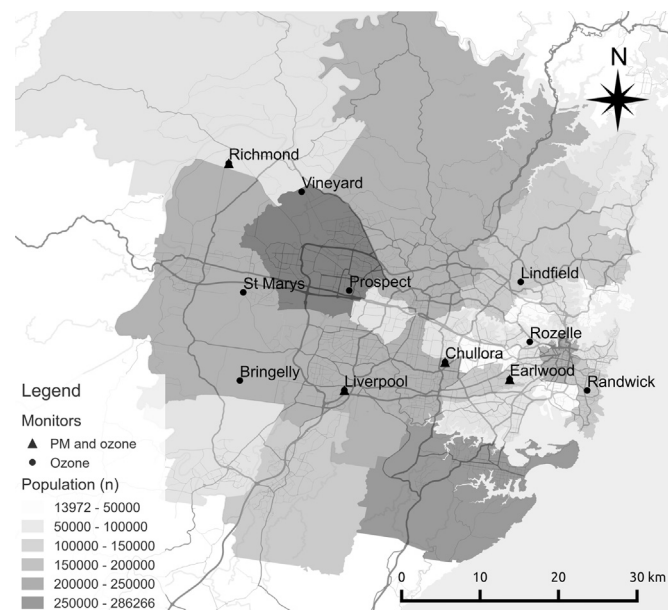 N
Richmond
Vineyard
St Marys
Prospect
Lindfield
Rozelle
Chullora
Earlwood
Bringelly
Liverpool
Randwick
Legend
Monitors
PM and ozone
Ozone
Population (n)
13972 - 50000
50000 - 100000
100000 - 150000
150000 - 200000
200000 - 250000
250000 - 286266
0 10 20 30 km